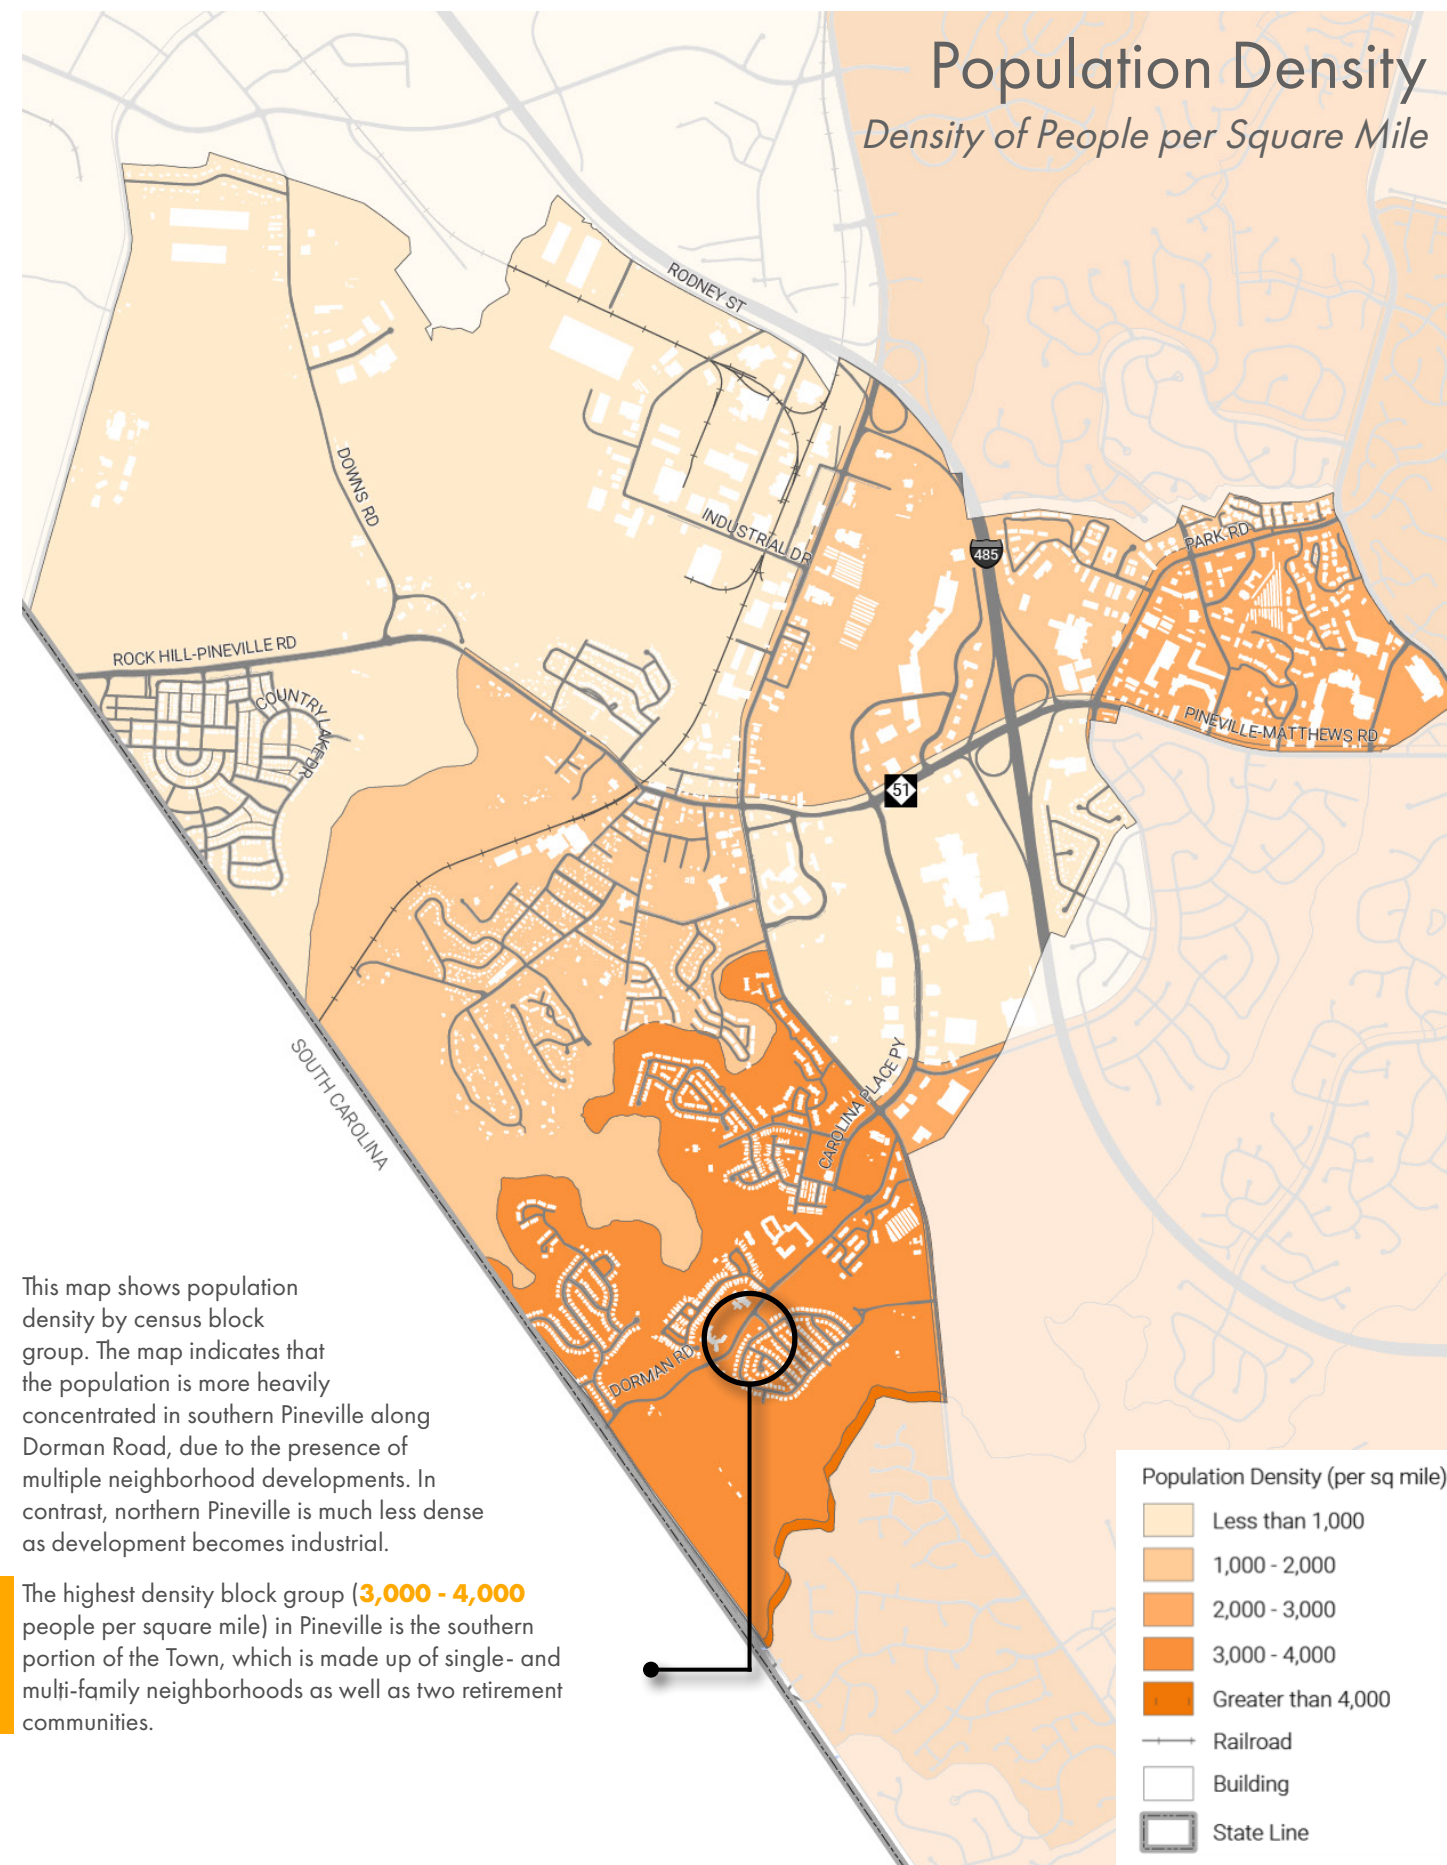 Population Density
Density of People per Square Mile
RODNEY ST
DOWNS RD
INDUSTRIAL DR
485
PARK RD
ROCK HILL-PINEVILLE RD
COUNTRY LAKE DR
PINEVILLE-MATTHEWS RD
51
SOUTH CAROLINA
CAROLINA PLACE PY
DORMAN RD
This map shows population
density by census block
group. The map indicates that
the population is more heavily
concentrated in southern Pineville along
Dorman Road, due to the presence of
multiple neighborhood developments. In
contrast, northern Pineville is much less dense
as development becomes industrial.
The highest density block group (3,000 - 4,000
people per square mile) in Pineville is the southern
portion of the Town, which is made up of single- and
multi-family neighborhoods as well as two retirement
communities.
Population Density (per sq mile)
Less than 1,000
1,000 - 2,000
2,000 - 3,000
3,000 - 4,000
Greater than 4,000
Railroad
Building
State Line